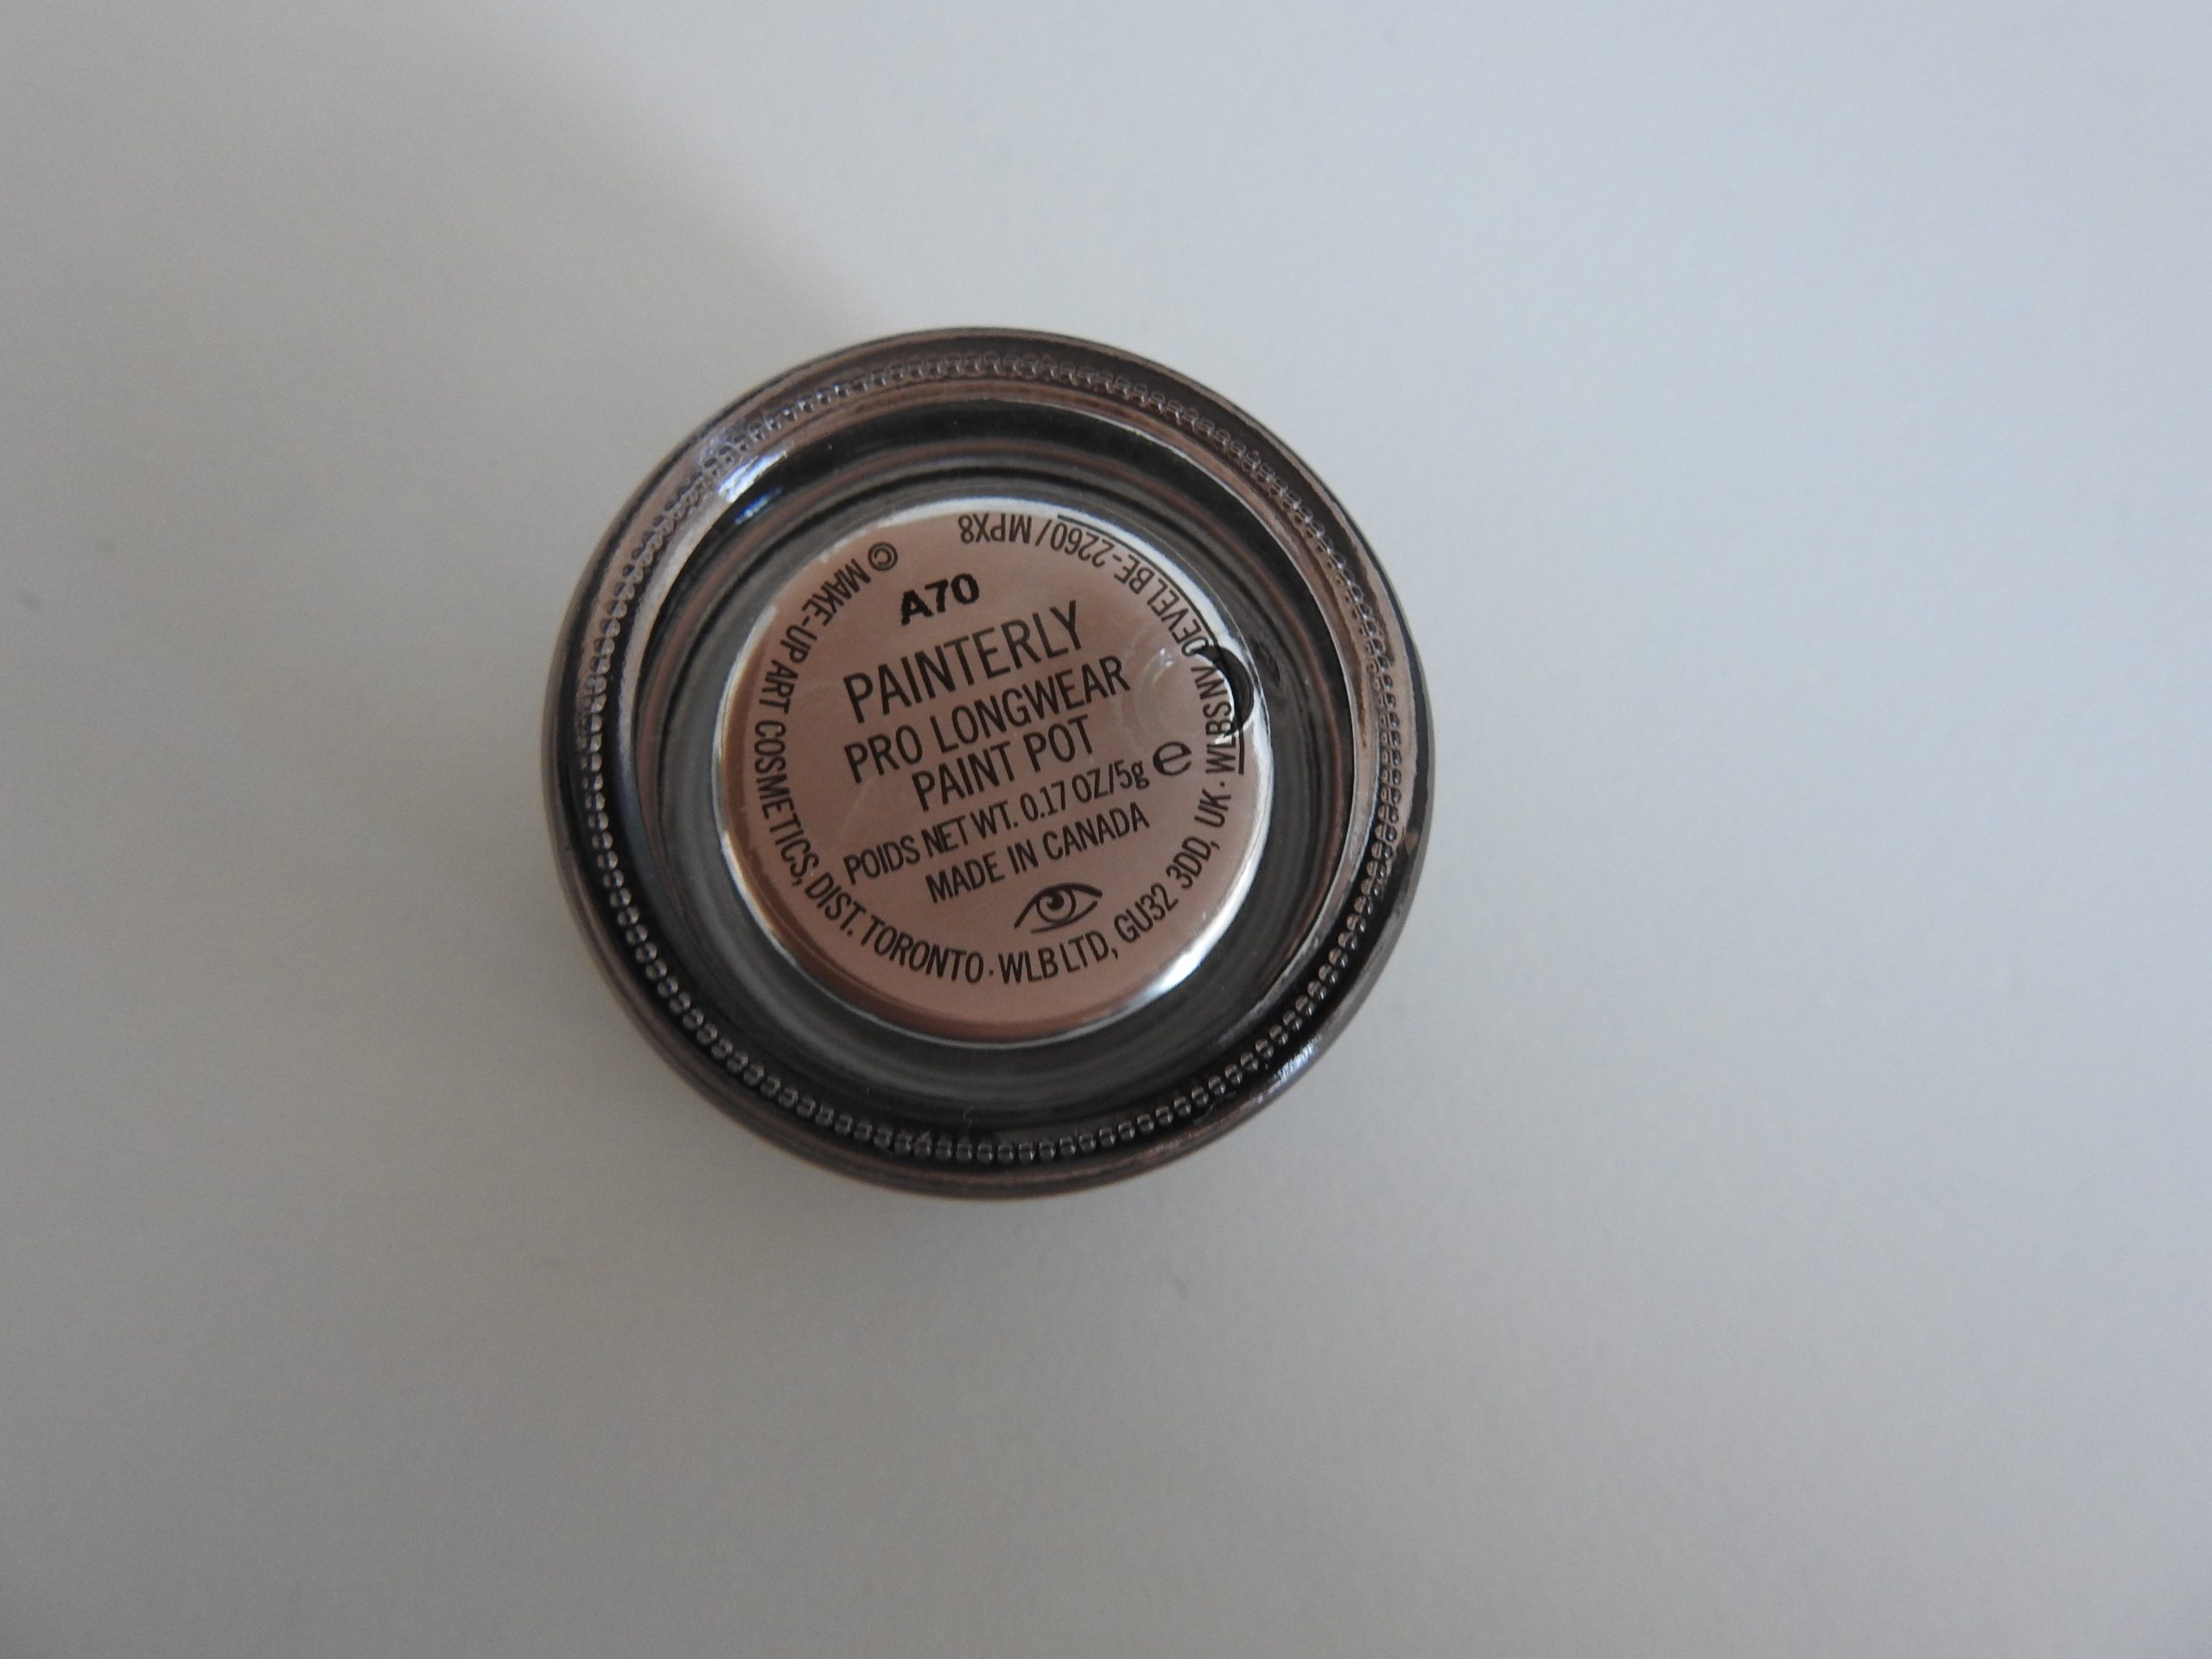 A70
PAINTERLY
PRO LONGWEAR
PAINT POT
POIDS NET WT. 0.17 OZ/5g e
MADE IN CANADA
© MAKE-UP ART COSMETICS, DIST. TORONTO · WLB LTD, GU32 3DD, UK · WLBSNV, OEVEL BE-2260 / MPX8